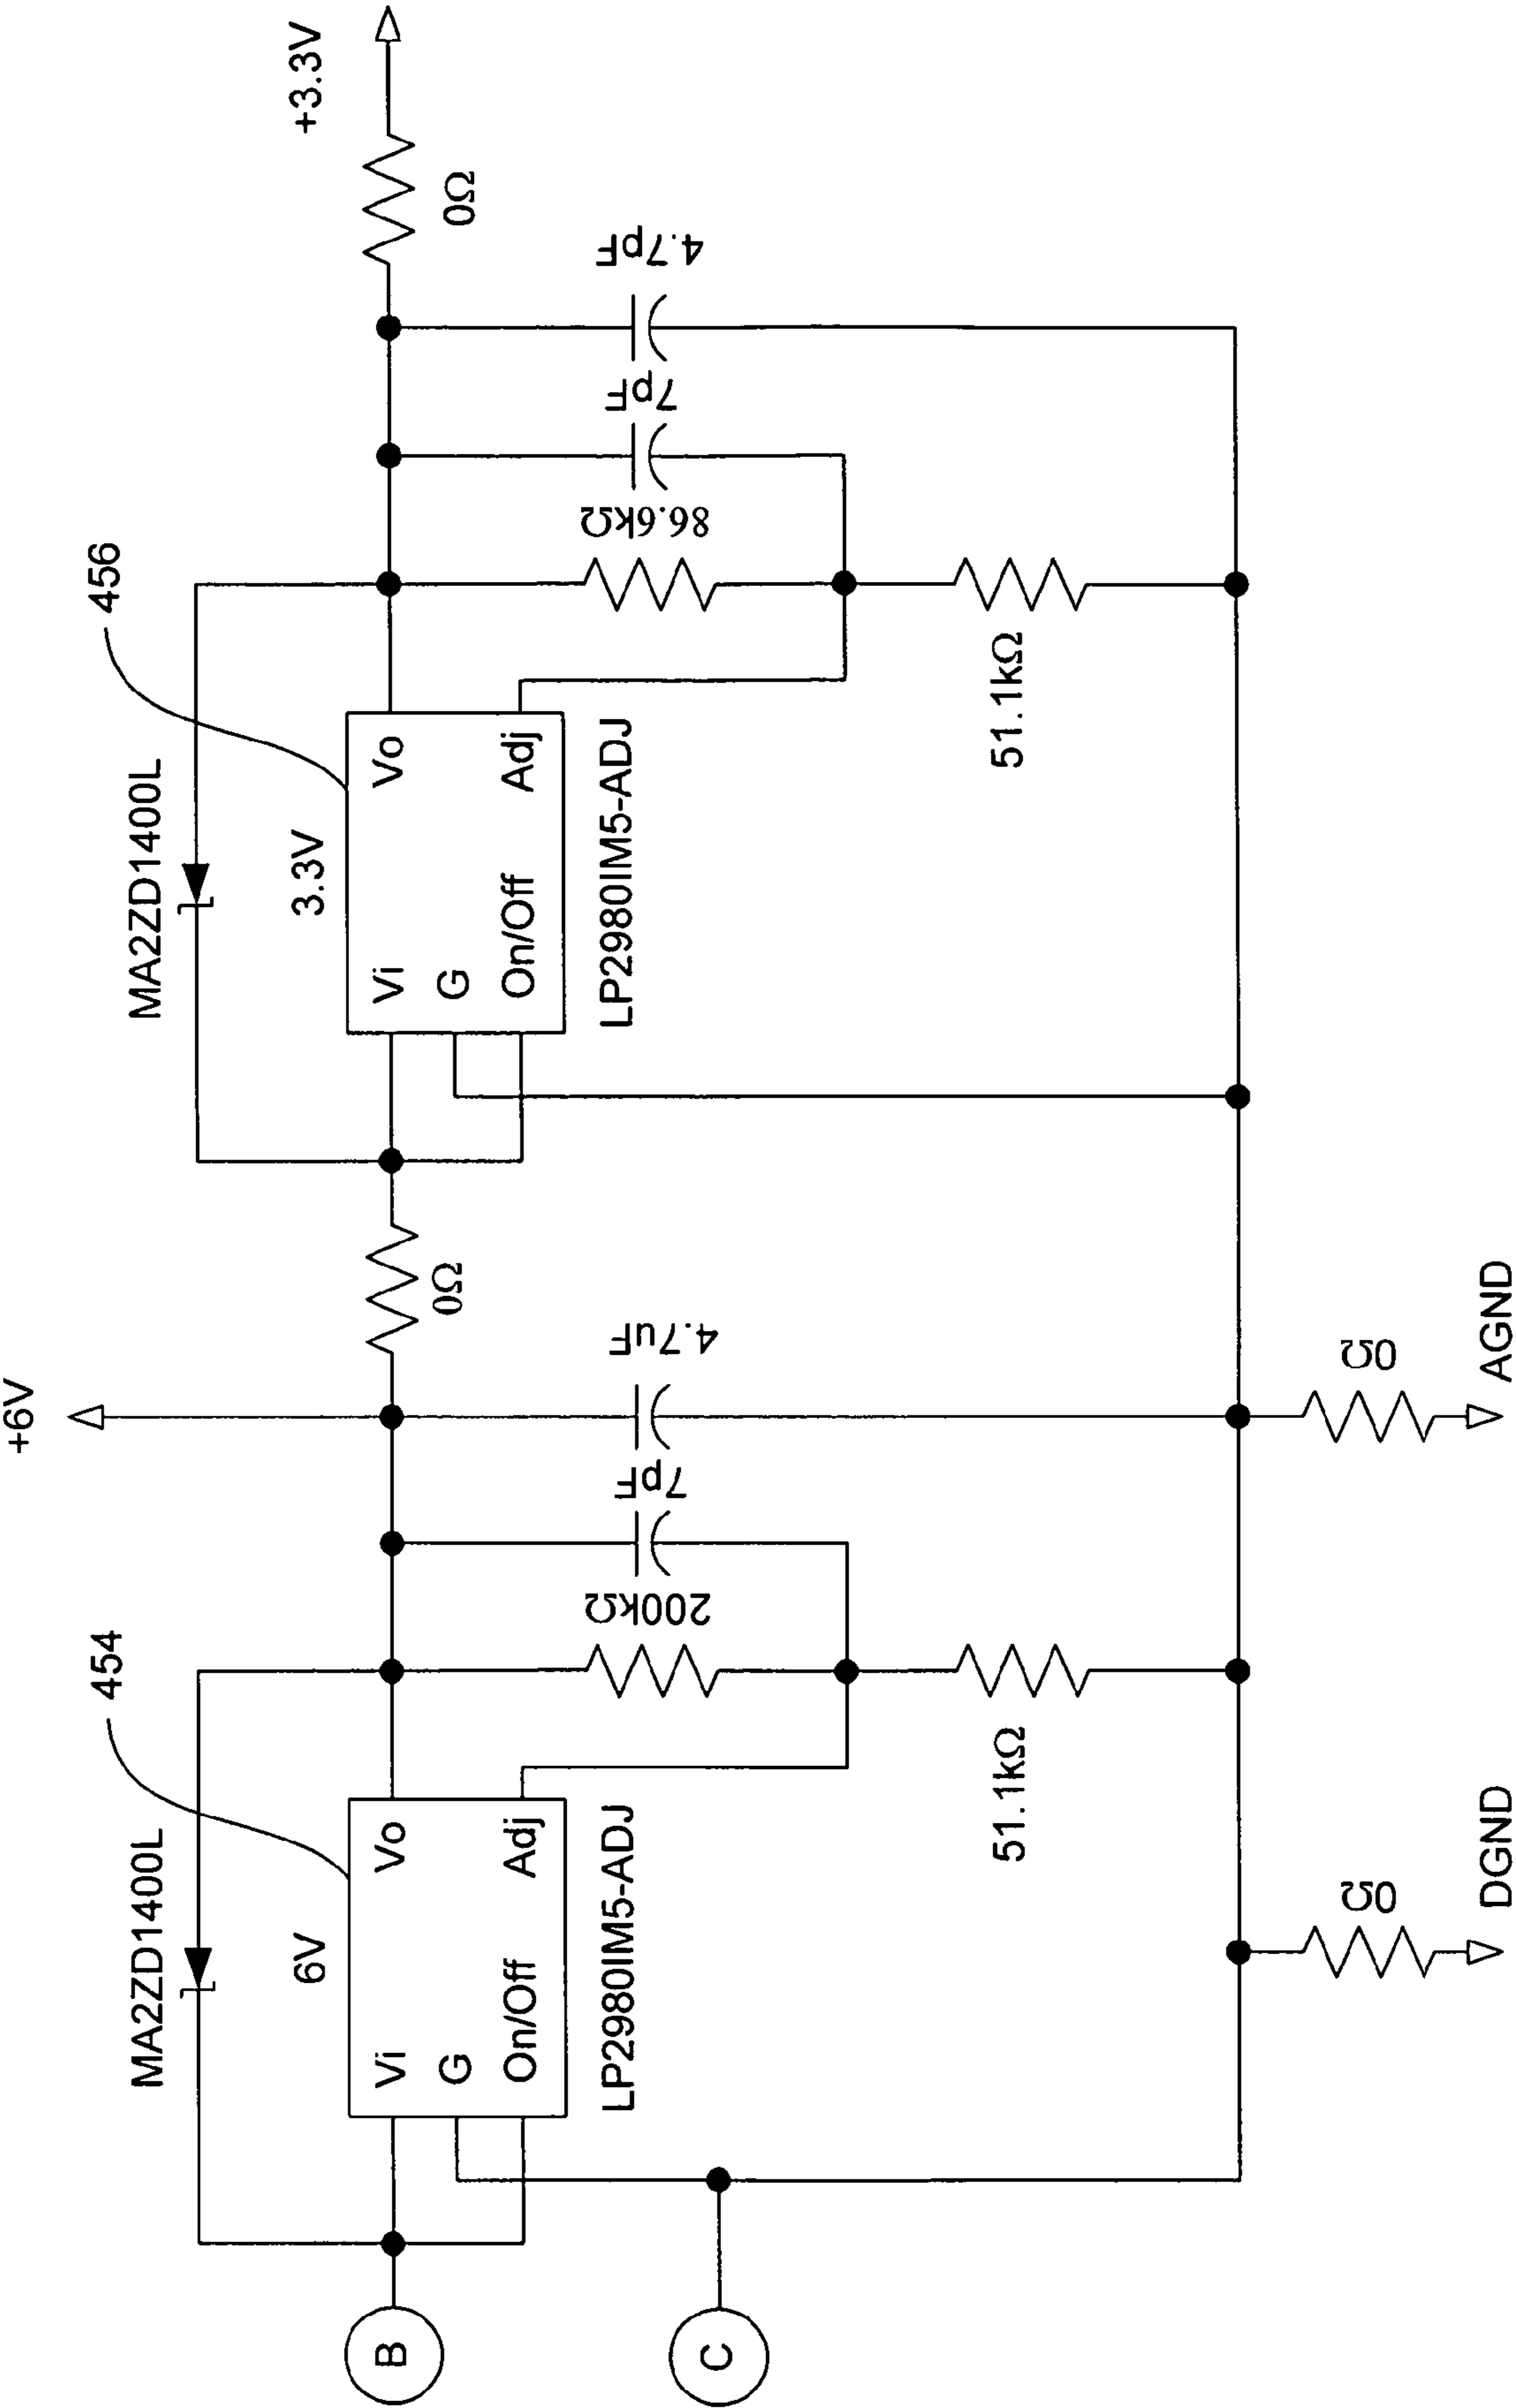 +6V
+3.3V
454
456
MA2ZD1400L
MA2ZD1400L
6V
3.3V
B
Vi
Vo
G
On/Off
Adj
LP2980IM5-ADJ
200kΩ
7pF
4.7uF
0Ω
Vi
Vo
G
On/Off
Adj
LP2980IM5-ADJ
86.6kΩ
7pF
4.7pF
0Ω
C
51.1kΩ
51.1kΩ
0Ω
0Ω
DGND
AGND